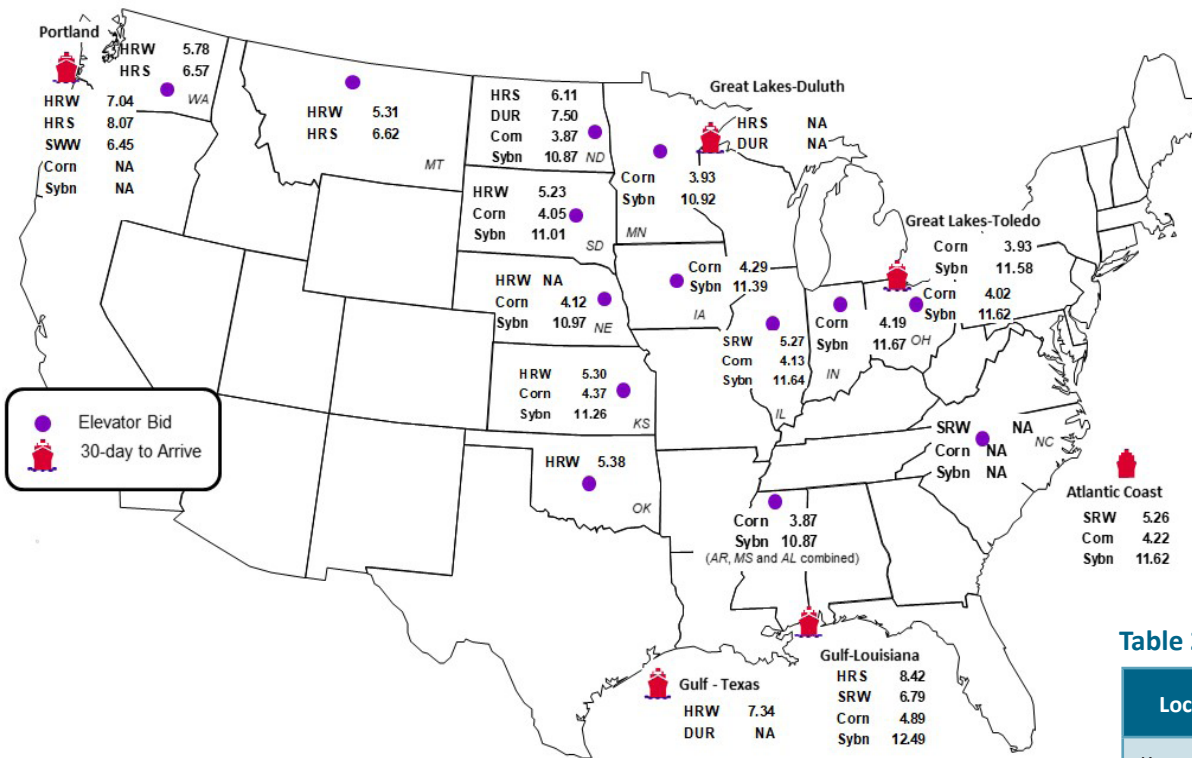 Portland
HRW 7.04
HRS 8.07
SWW 6.45
Corn NA
Sybn NA
HRW 5.78
HRS 6.57
WA
HRW 5.31
HRS 6.62
MT
HRS 6.11
DUR 7.50
Corn 3.87
Sybn 10.87
ND
HRW 5.23
Corn 4.05
Sybn 11.01
SD
HRW NA
Corn 4.12
Sybn 10.97
NE
HRW 5.30
Corn 4.37
Sybn 11.26
KS
HRW 5.38
OK
Great Lakes-Duluth
HRS NA
DUR NA
Corn 3.93
Sybn 10.92
MN
Corn 4.29
Sybn 11.39
IA
SRW 5.27
Corn 4.13
Sybn 11.64
IL
Great Lakes-Toledo
Corn 3.93
Sybn 11.58
Corn 4.02
Sybn 11.62
OH
Corn 4.19
Sybn 11.67
IN
SRW NA
Corn NA
Sybn NA
NC
Atlantic Coast
SRW 5.26
Corn 4.22
Sybn 11.62
Corn 3.87
Sybn 10.87
(AR, MS and AL combined)
Gulf-Louisiana
HRS 8.42
SRW 6.79
Corn 4.89
Sybn 12.49
Gulf - Texas
HRW 7.34
DUR NA
Elevator Bid
30-day to Arrive
Table
Loc